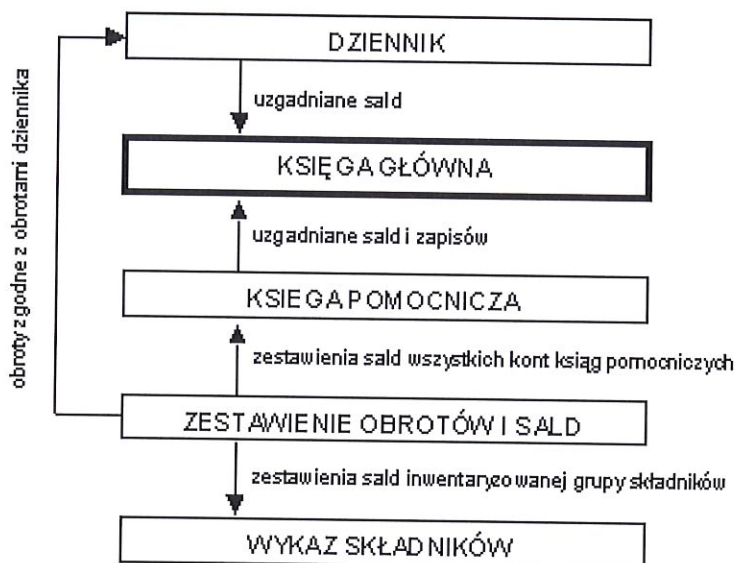 DZIENNIK
uzgadniane sald
KSIĘGA GŁÓWNA
uzgadniane sald i zapisów
KSIEGA POMOCNICZA
zestawienia sald wszystkich kont ksiąg pomocniczych
ZESTAWIENIE OBROTÓW I SALD
zestawienia sald inwentaryzowanej grupy składników
WYKAZ SKŁADNIKÓW
obroty zgodne z obrotami dziennika